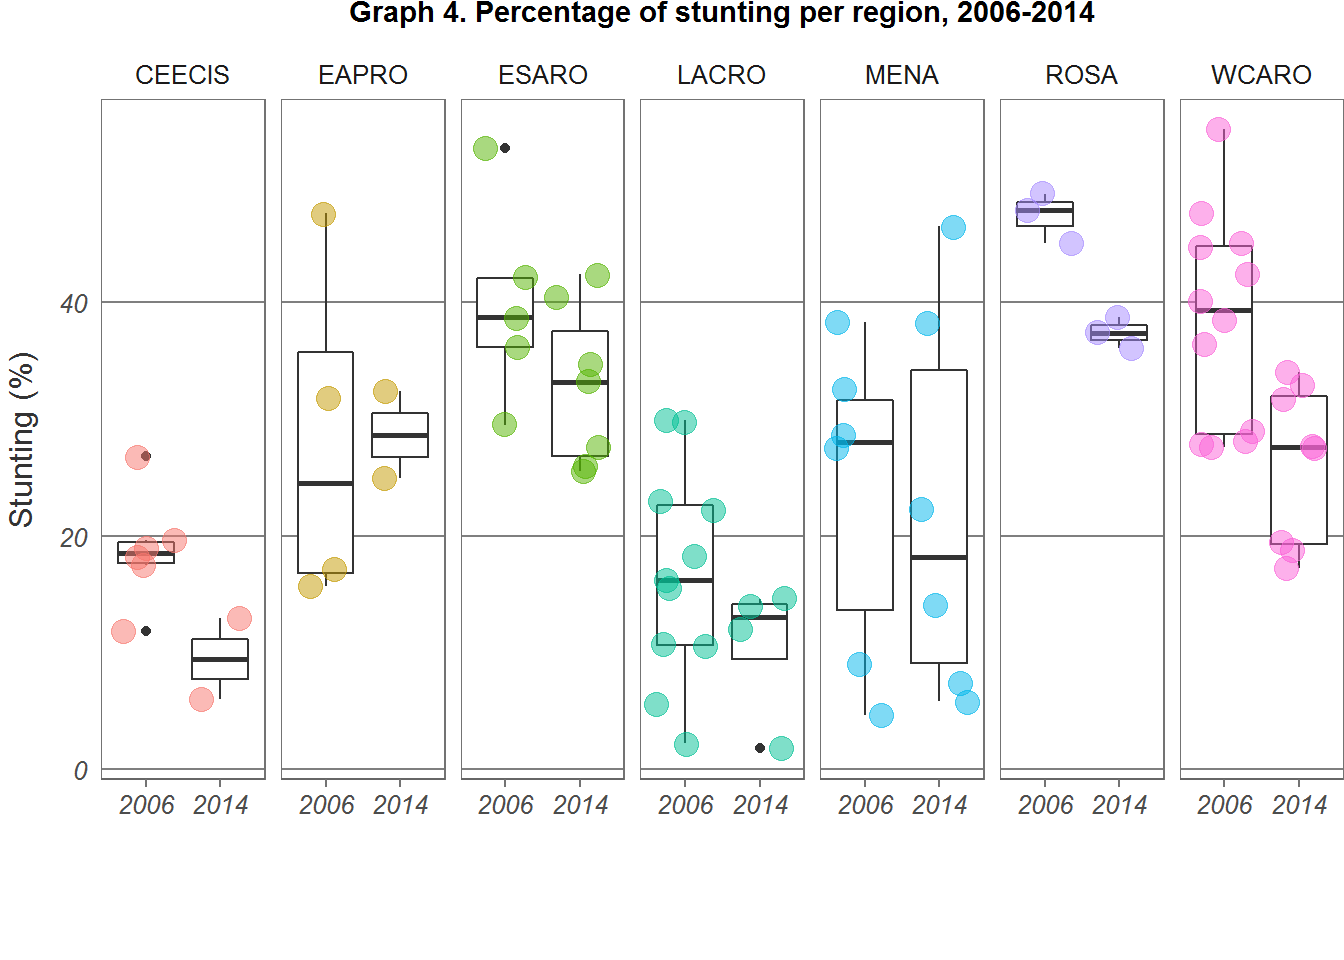 Graph 4. Percentage of stunting per region, 2006-2014
CEECIS EAPRO ESARO LACRO MENA ROSA WCARO
Stunting (%)
40
20
0
2006 2014 2006 2014 2006 2014 2006 2014 2006 2014 2006 2014 2006 2014